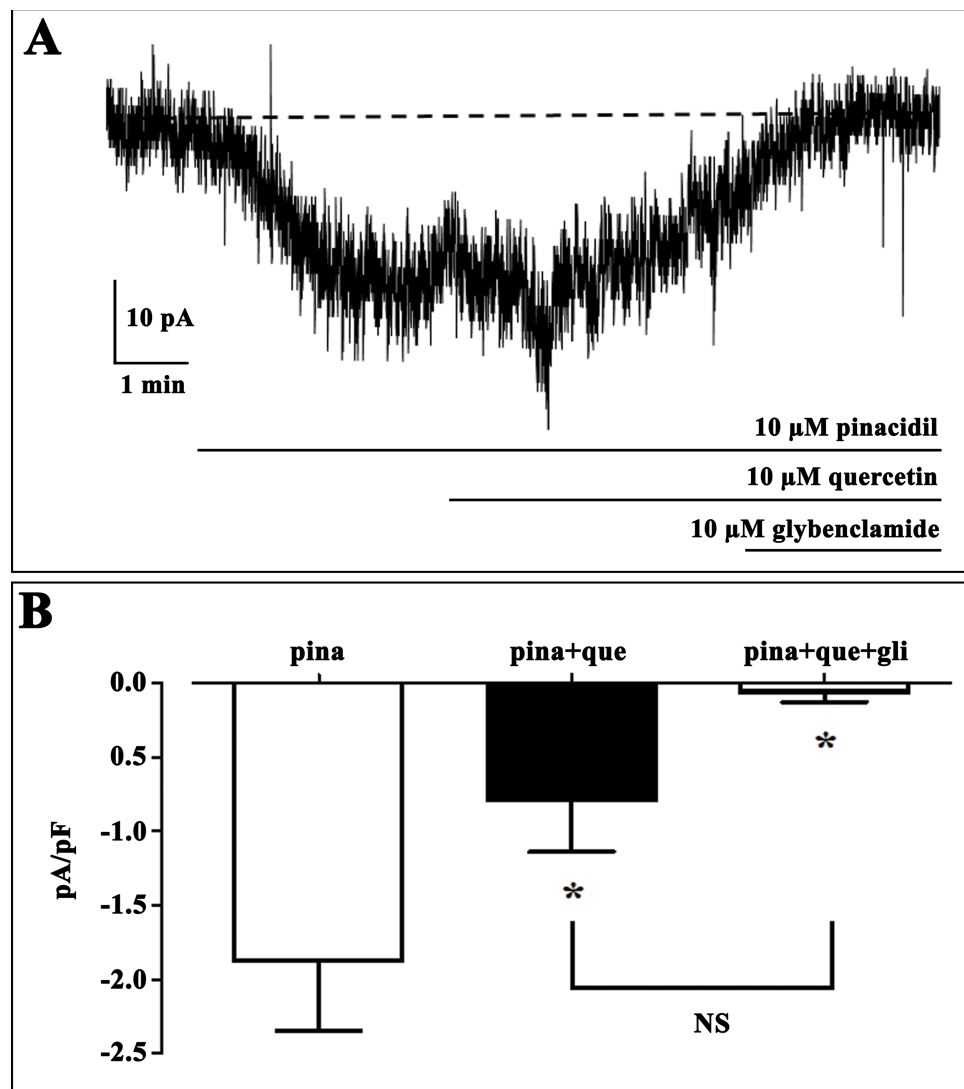 A
10 pA
1 min
10 µM pinacidil
10 µM quercetin
10 µM glybenclamide
B
pina
pina+que
pina+que+gli
0.0
0.5
-1.0
-1.5
-2.0
-2.5
pA/pF
*
*
NS